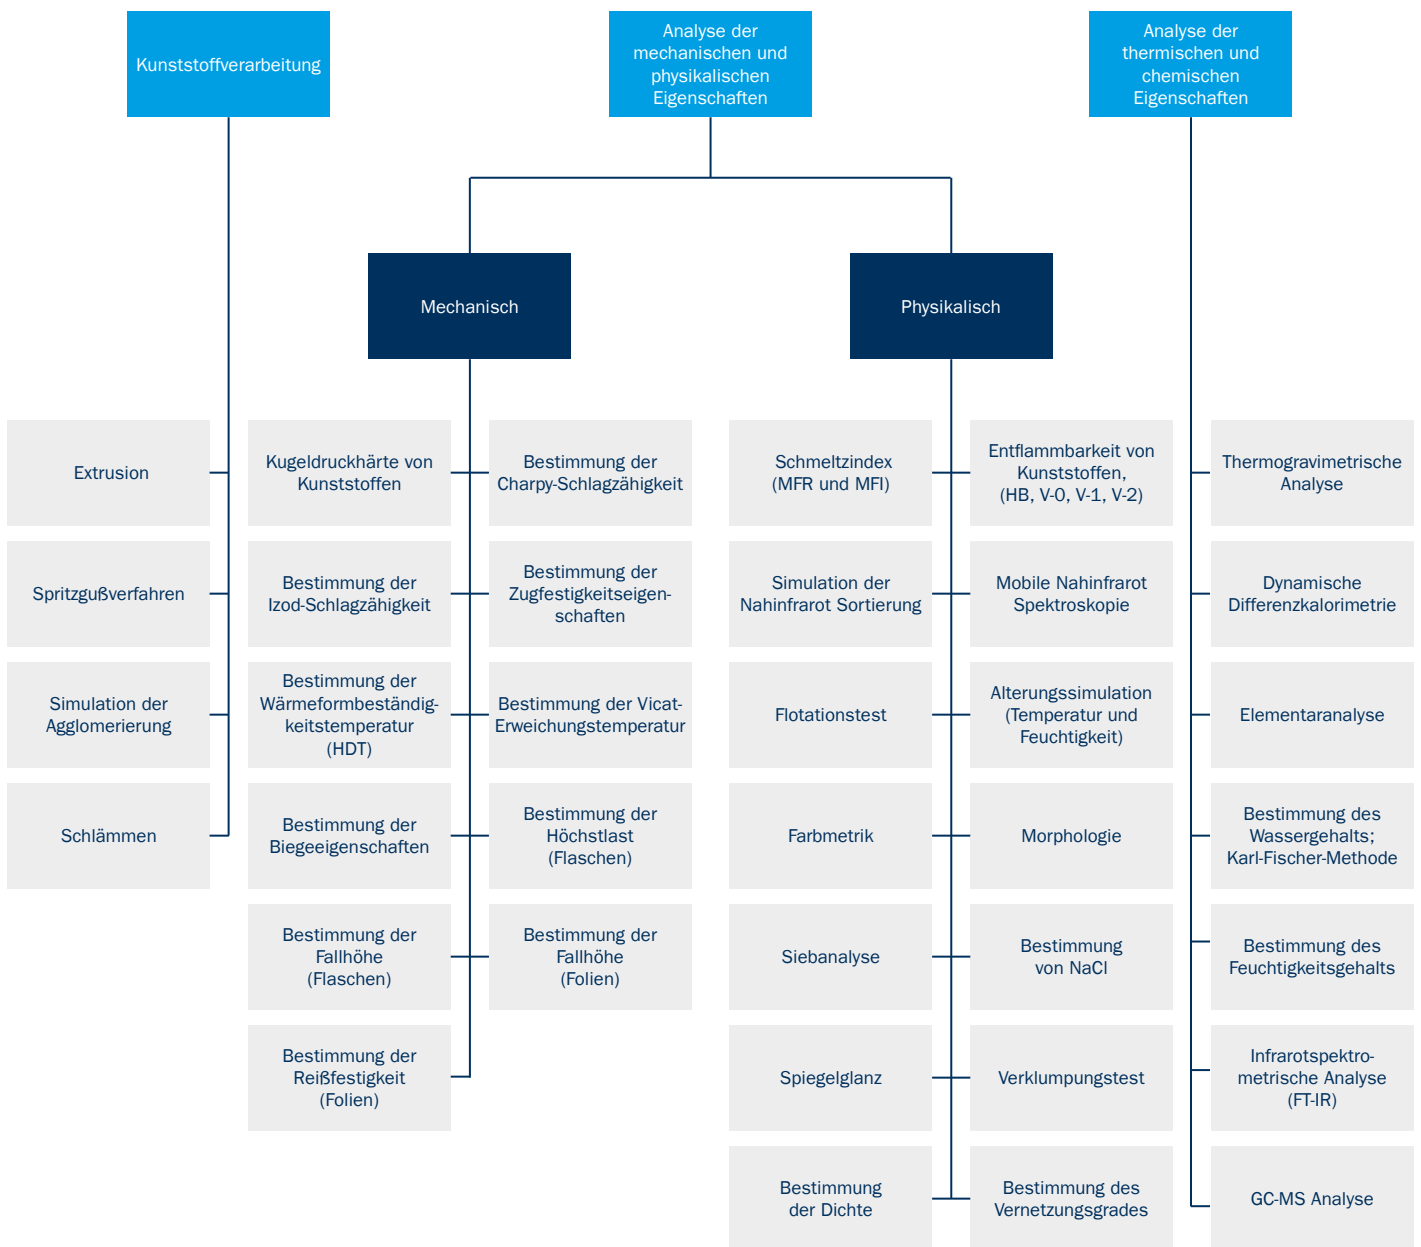 Kunststoffverarbeitung
Analyse der
mechanischen und
physikalischen
Eigenschaften
Analyse der
thermischen und
chemischen
Eigenschaften
Mechanisch
Physikalisch
Extrusion
Kugeldruckhärte von
Kunststoffen
Bestimmung der
Charpy-Schlagzähigkeit
Schmeltzindex
(MFR und MFI)
Entflammbarkeit von
Kunststoffen,
(HB, V-0, V-1, V-2)
Thermogravimetrische
Analyse
Spritzgußverfahren
Bestimmung der
Izod-Schlagzähigkeit
Bestimmung der
Zugfestigkeitseigen-
schaften
Simulation der
Nahinfrarot Sortierung
Mobile Nahinfrarot
Spektroskopie
Dynamische
Differenzkalorimetrie
Simulation der
Agglomerierung
Bestimmung der
Wärmeformbeständig-
keitstemperatur
(HDT)
Bestimmung der Vicat-
Erweichungstemperatur
Flotationstest
Alterungssimulation
(Temperatur und
Feuchtigkeit)
Elementaranalyse
Schlämmen
Bestimmung der
Biegeeigenschaften
Bestimmung der
Höchstlast
(Flaschen)
Farbmetrik
Morphologie
Bestimmung des
Wassergehalts;
Karl-Fischer-Methode
Bestimmung der
Fallhöhe
(Flaschen)
Bestimmung der
Fallhöhe
(Folien)
Siebanalyse
Bestimmung
von NaCl
Bestimmung des
Feuchtigkeitsgehalts
Bestimmung der
Reißfestigkeit
(Folien)
Spiegelglanz
Verklumpungstest
Infrarotspektro-
metrische Analyse
(FT-IR)
Bestimmung
der Dichte
Bestimmung des
Vernetzungsgrades
GC-MS Analyse